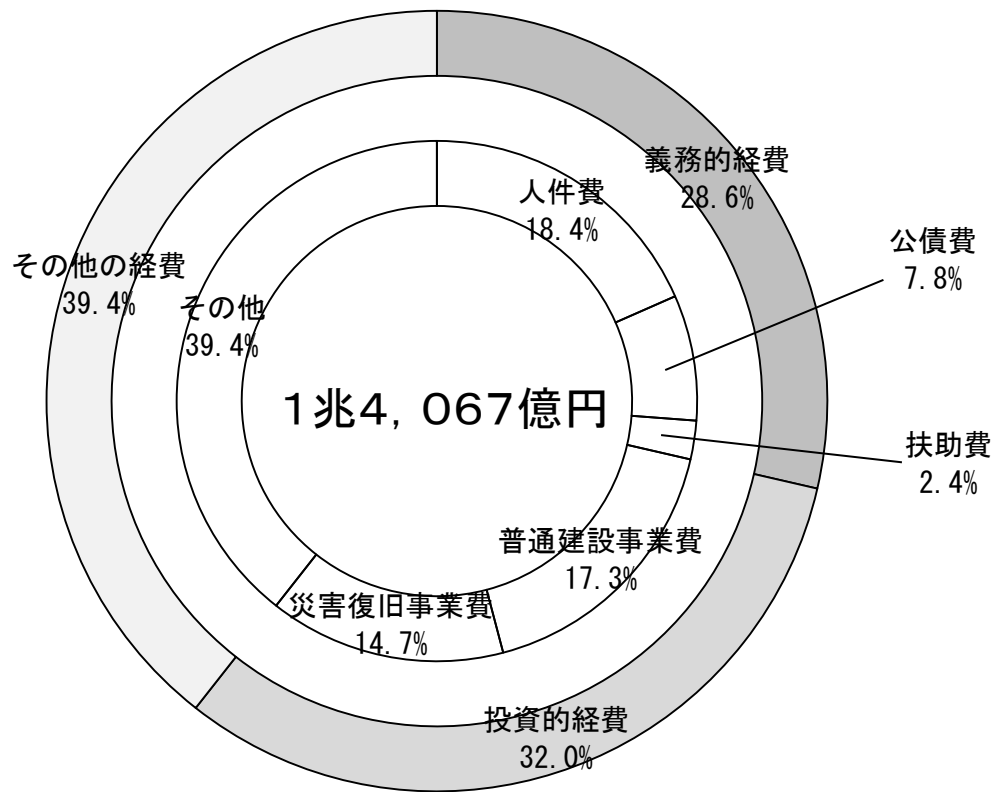 義務的経費
28.6%
人件費
18.4%
公債費
7.8%
その他の経費
39.4%
その他
39.4%
1兆4,067億円
扶助費
2.4%
普通建設事業費
17.3%
災害復旧事業費
14.7%
投資的経費
32.0%